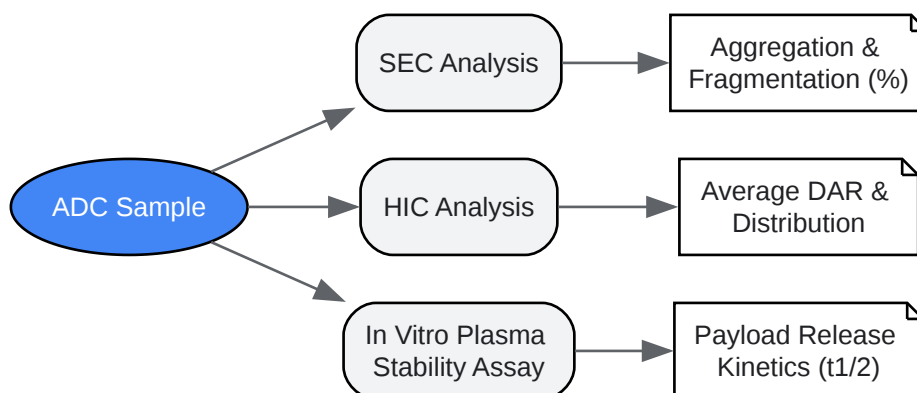 SEC Analysis
Aggregation &
Fragmentation (%)
ADC Sample
HIC Analysis
Average DAR &
Distribution
In Vitro Plasma
Stability Assay
Payload Release
Kinetics (t1/2)